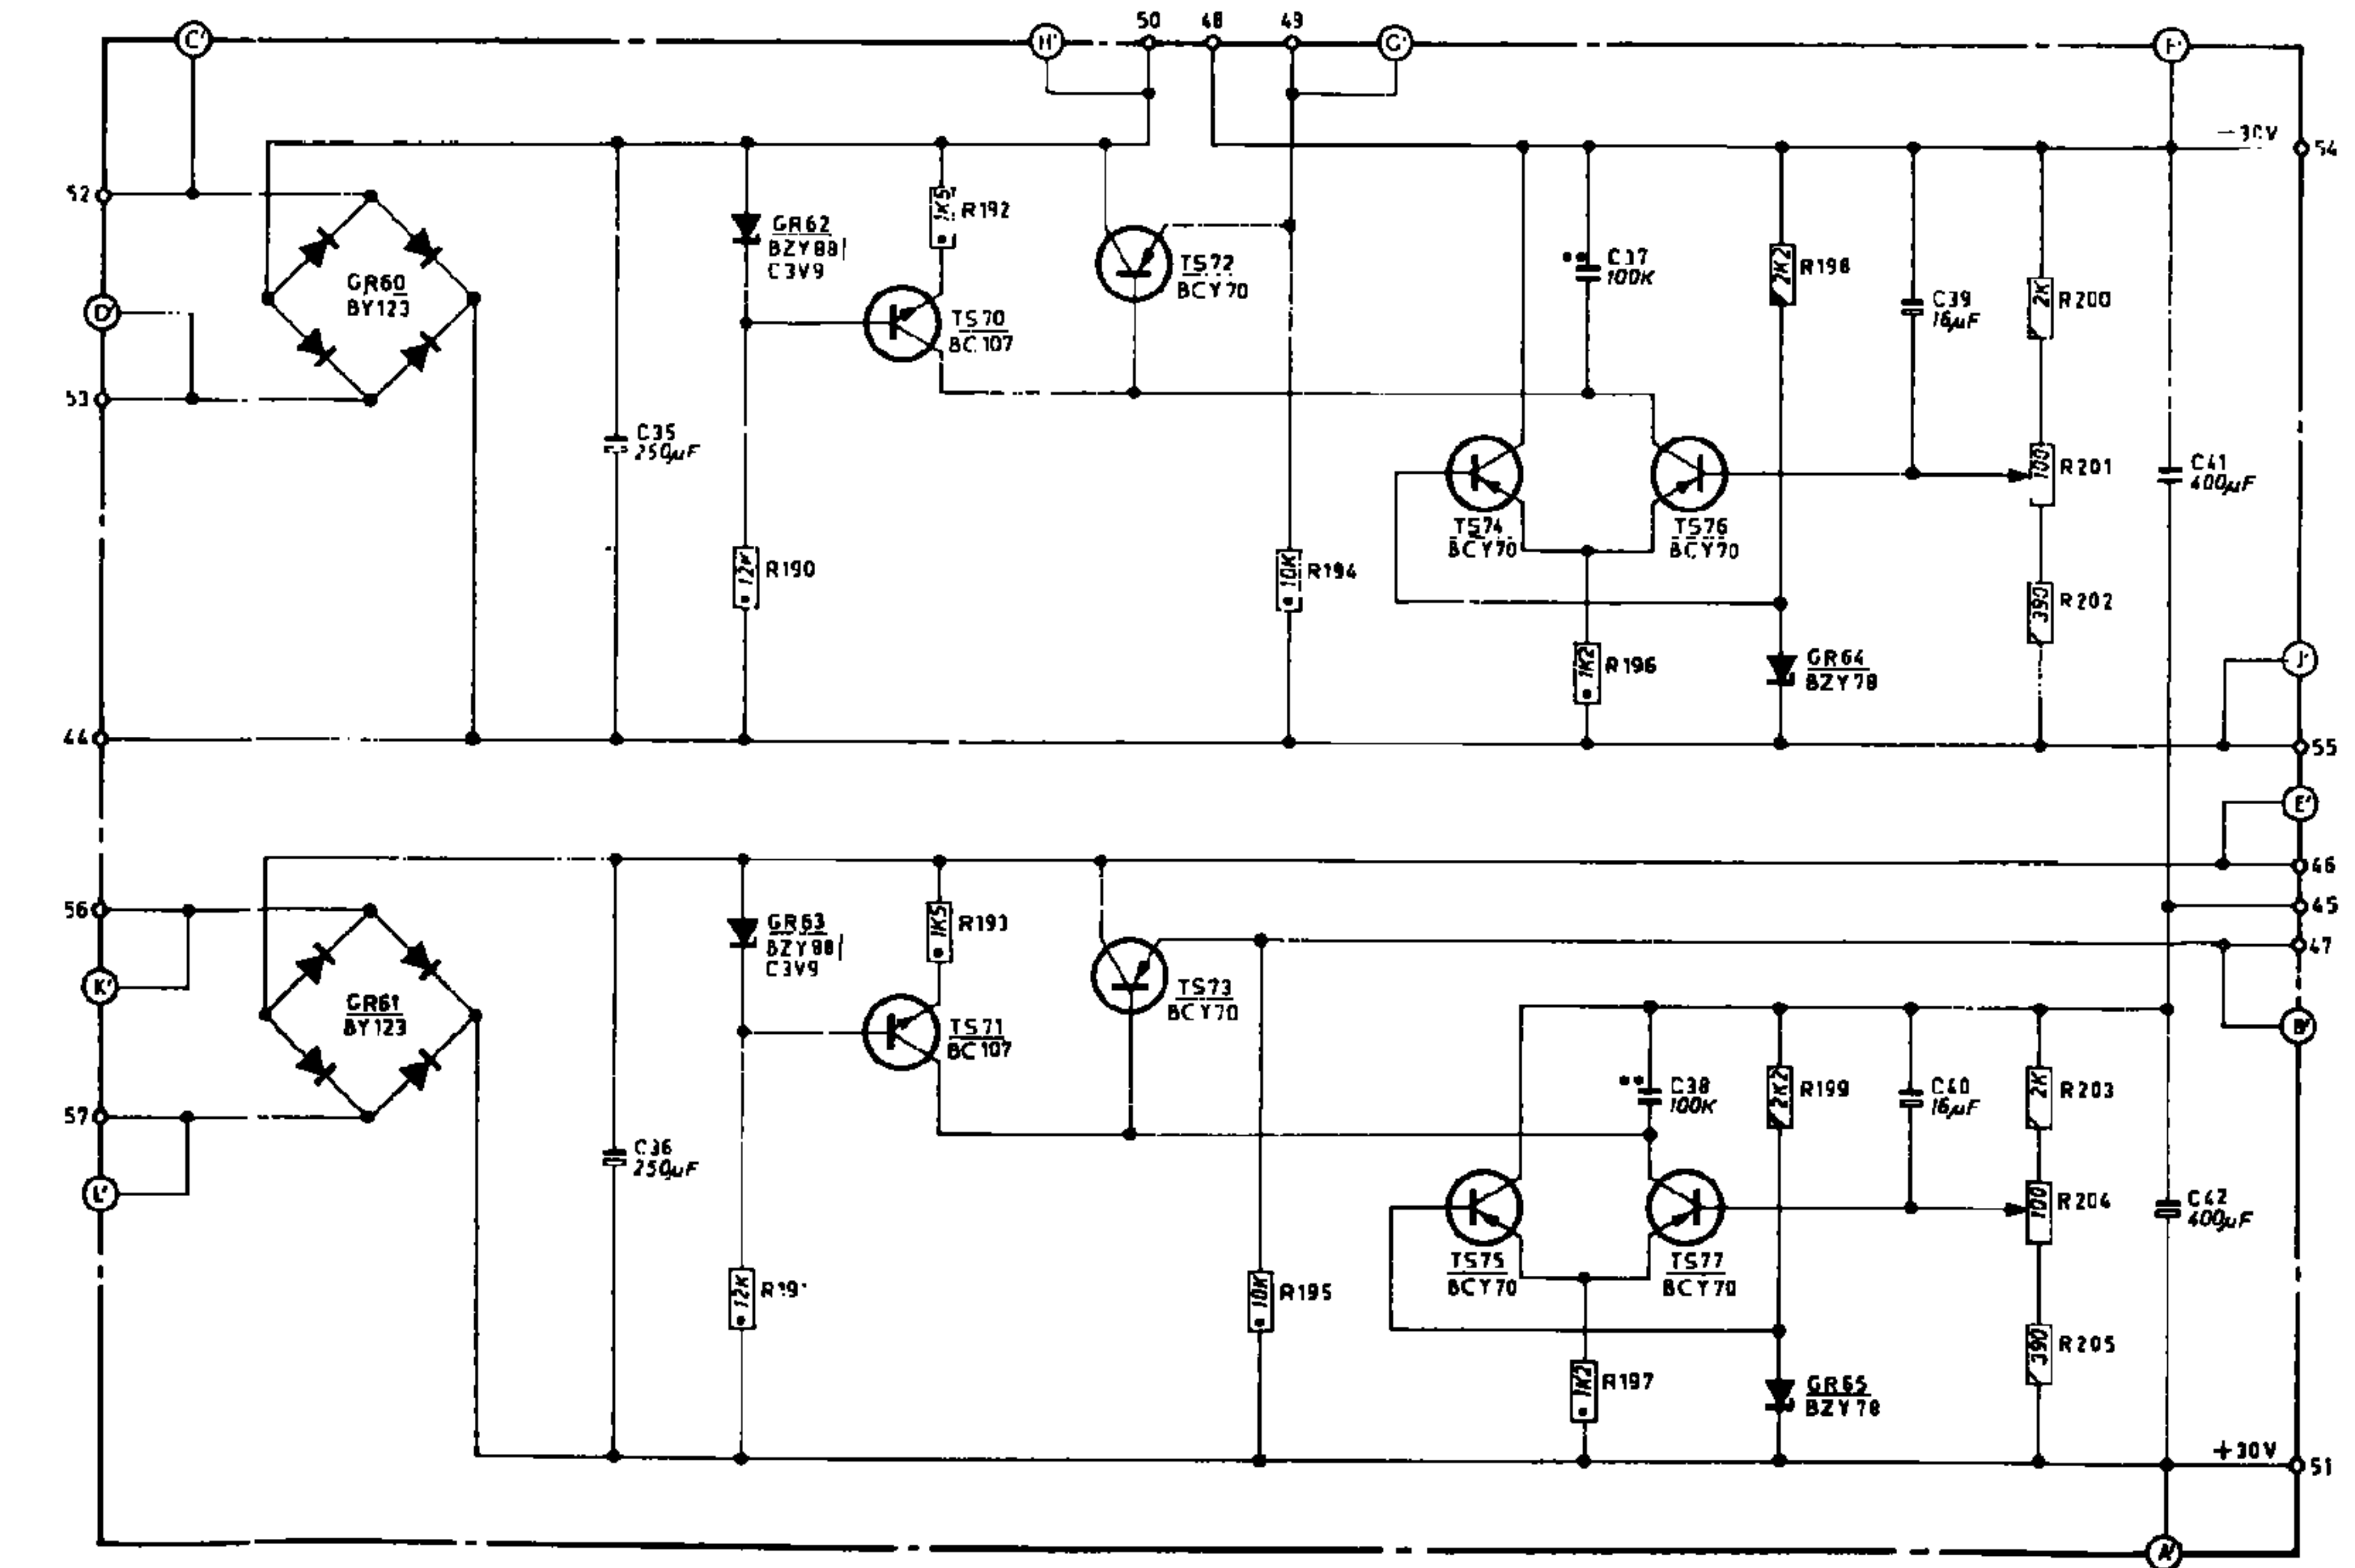 C'
H'
50
48
49
G'
F'
-30V
54
52
1K5
R192
GR62
BZY88
C3V9
TS72
BCY70
C37
100K
2K2
R198
GR60
BY123
C39
16µF
2K
R200
D'
TS70
BC107
53
C35
250µF
100
R201
C41
400µF
TS74
BCY70
TS76
BCY70
12K
R190
10K
R194
390
R202
1K2
R196
GR64
BZY78
J'
44
55
E'
46
56
45
GR63
BZY88
C3V9
1K5
R193
47
K'
GR61
BY123
TS73
BCY70
B'
TS71
BC107
C38
100K
2K2
R199
C40
16µF
2K
R203
57
C36
250µF
L'
100
R204
C42
400µF
TS75
BCY70
TS77
BCY70
12K
10K
R195
390
R205
1K2
R197
GR65
BZY78
+30V
51
A'